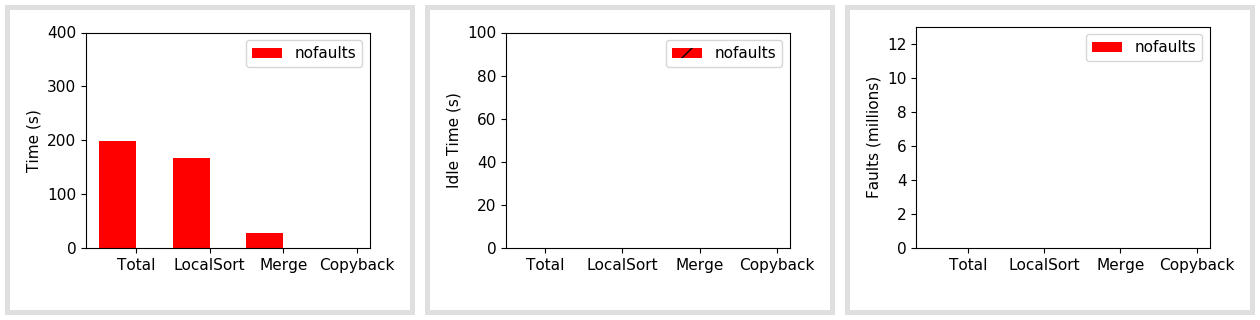 400
300
200
100
0
Time (s)
nofaults
Total LocalSort Merge Copyback
100
80
60
40
20
0
Idle Time (s)
nofaults
Total LocalSort Merge Copyback
12
10
8
6
4
2
0
Faults (millions)
nofaults
Total LocalSort Merge Copyback